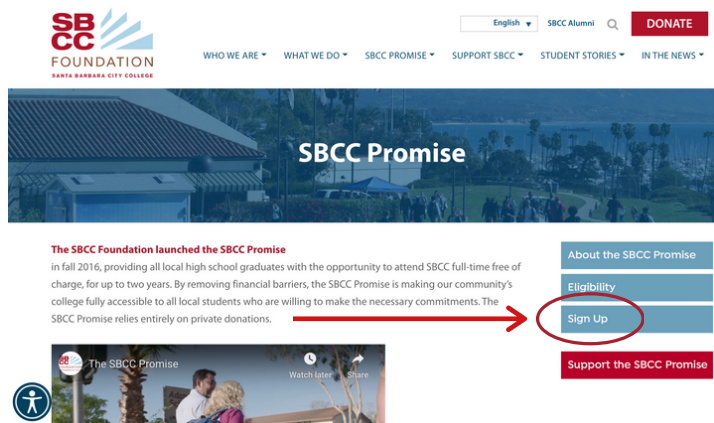 SB
CC
FOUNDATION
SANTA BARBARA CITY COLLEGE
English
SBCC Alumni
DONATE
WHO WE ARE
WHAT WE DO
SBCC PROMISE
SUPPORT SBCC
STUDENT STORIES
IN THE NEWS
SBCC Promise
The SBCC Foundation launched the SBCC Promise
in fall 2016, providing all local high school graduates with the opportunity to attend SBCC full-time free of
charge, for up to two years. By removing financial barriers, the SBCC Promise is making our community's
college fully accessible to all local students who are willing to make the necessary commitments. The
SBCC Promise relies entirely on private donations.
About the SBCC Promise
Eligibility
Sign Up
Support the SBCC Promise
The SBCC Promise
Watch later
Share